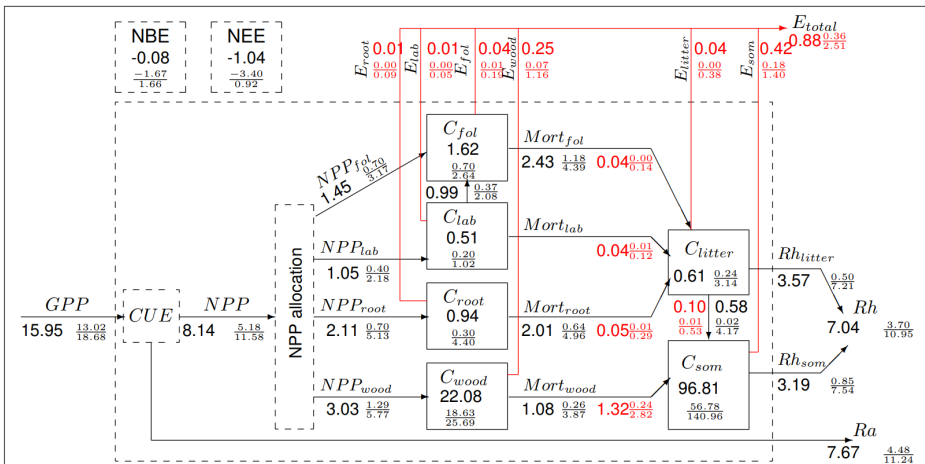 NBE
-0.08
-1.67
1.66
NEE
-1.04
-3.40
0.92
E_root 0.01
0.00
0.09
E_lab 0.01
0.00
0.05
E_fol 0.04
0.01
0.19
E_wood 0.25
0.07
1.16
E_litter 0.04
0.00
0.38
E_som 0.42
0.18
1.40
E_total
0.88 0.36
2.51
C_fol
1.62
0.70
2.64
Mort_fol
2.43 1.18
4.39
0.04 0.00
0.14
NPP_fol
1.45 0.70
3.17
0.99 0.37
2.08
C_lab
0.51
0.20
1.02
NPP_lab
1.05 0.40
2.18
Mort_lab
0.04 0.01
0.12
C_litter
0.61 0.24
3.14
Rh_litter
3.57 0.50
7.21
GPP
15.95 13.02
18.68
CUE
NPP
8.14 5.18
11.58
NPP allocation
NPP_root
2.11 0.70
5.13
C_root
0.94
0.30
4.40
Mort_root
2.01 0.64
4.96
0.05 0.01
0.29
0.10
0.01
0.53
0.58
0.02
4.17
Rh
7.04 3.70
10.95
NPP_wood
3.03 1.29
5.77
C_wood
22.08
18.63
25.69
Mort_wood
1.08 0.26
3.87
1.32 0.24
2.82
C_som
96.81
56.78
140.96
Rh_som
3.19 0.85
7.54
Ra
7.67 4.48
11.24